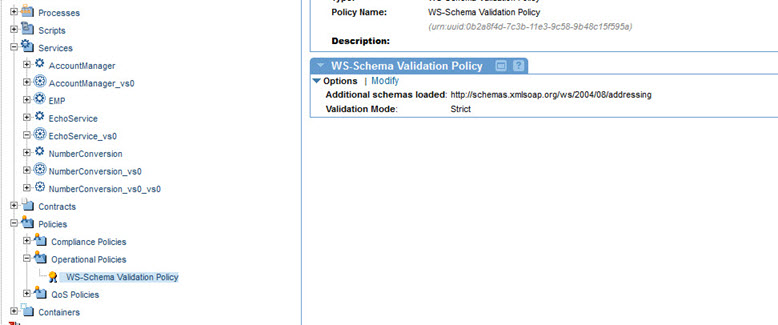 Processes
Scripts
Services
AccountManager
AccountManager_vs0
EMP
EchoService
EchoService_vs0
NumberConversion
NumberConversion_vs0
NumberConversion_vs0_vs0
Contracts
Policies
Compliance Policies
Operational Policies
WS-Schema Validation Policy
QoS Policies
Containers
Policy Name: WS-Schema Validation Policy
(urn:uuid:0b2a8f4d-7c3b-11e3-9c58-9b48c15f595a)
Description:
WS-Schema Validation Policy
Options | Modify
Additional schemas loaded: http://schemas.xmlsoap.org/ws/2004/08/addressing
Validation Mode: Strict